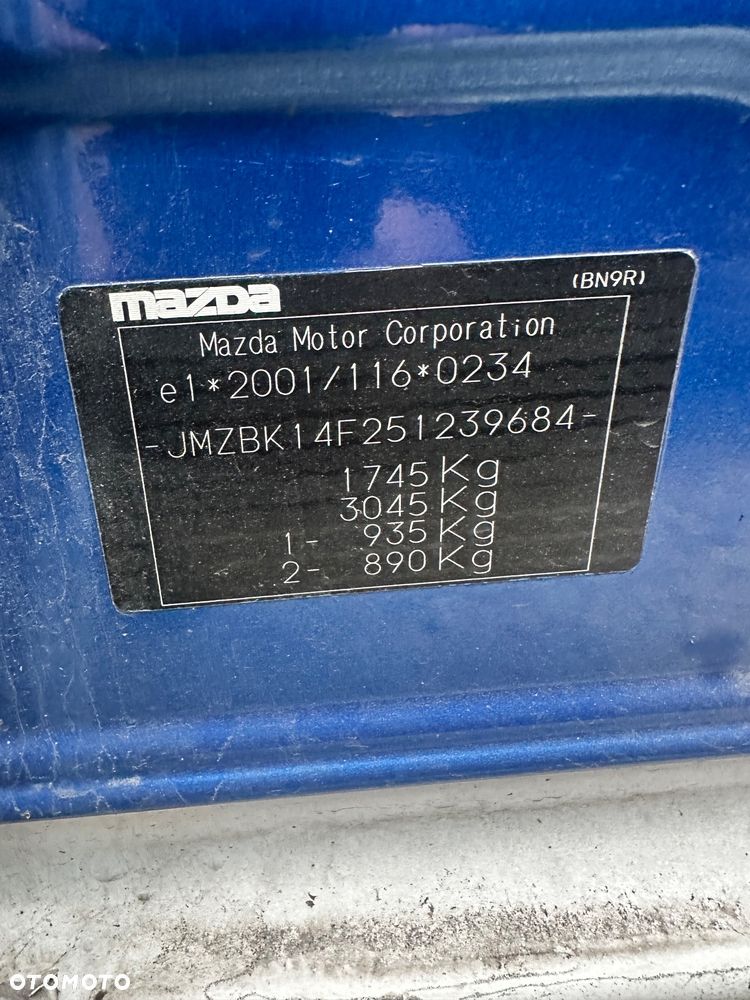 mazda
(BN9R)
Mazda Motor Corporation
e1*2001/116*0234
-JMZBK14F251239684-
1745 Kg
3045 Kg
1- 935 Kg
2- 890 Kg
OTOMOTO